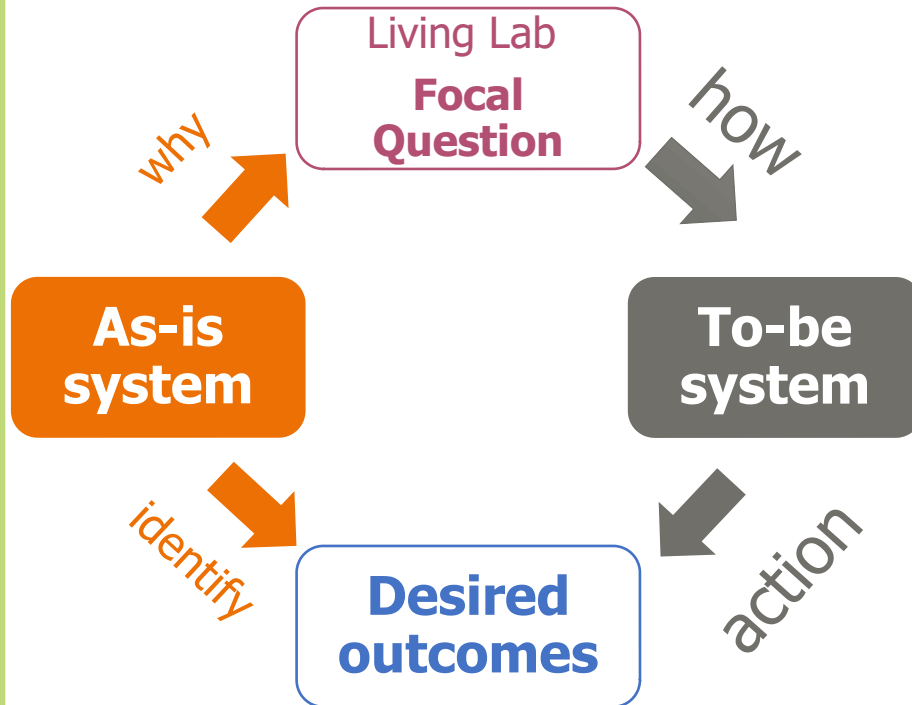 Living Lab
Focal
Question
why
how
As-is
system
To-be
system
identify
action
Desired
outcomes